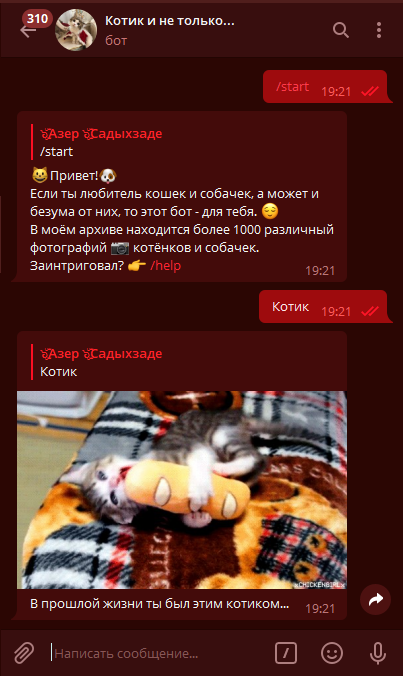 310
Котик и не только...
бот
/start
19:21
Азер Садыхзаде
/start
😺Привет!🐶
Если ты любитель кошек и собачек, а может и
безума от них, то этот бот - для тебя. 😌
В моём архиве находится более 1000 различный
фотографий 📷 котёнков и собачек.
Заинтриговал? 👉 /help
19:21
Котик
19:21
Азер Садыхзаде
Котик
xCHICKENGIRLx
В прошлой жизни ты был этим котиком...
19:21
Написать сообщение...